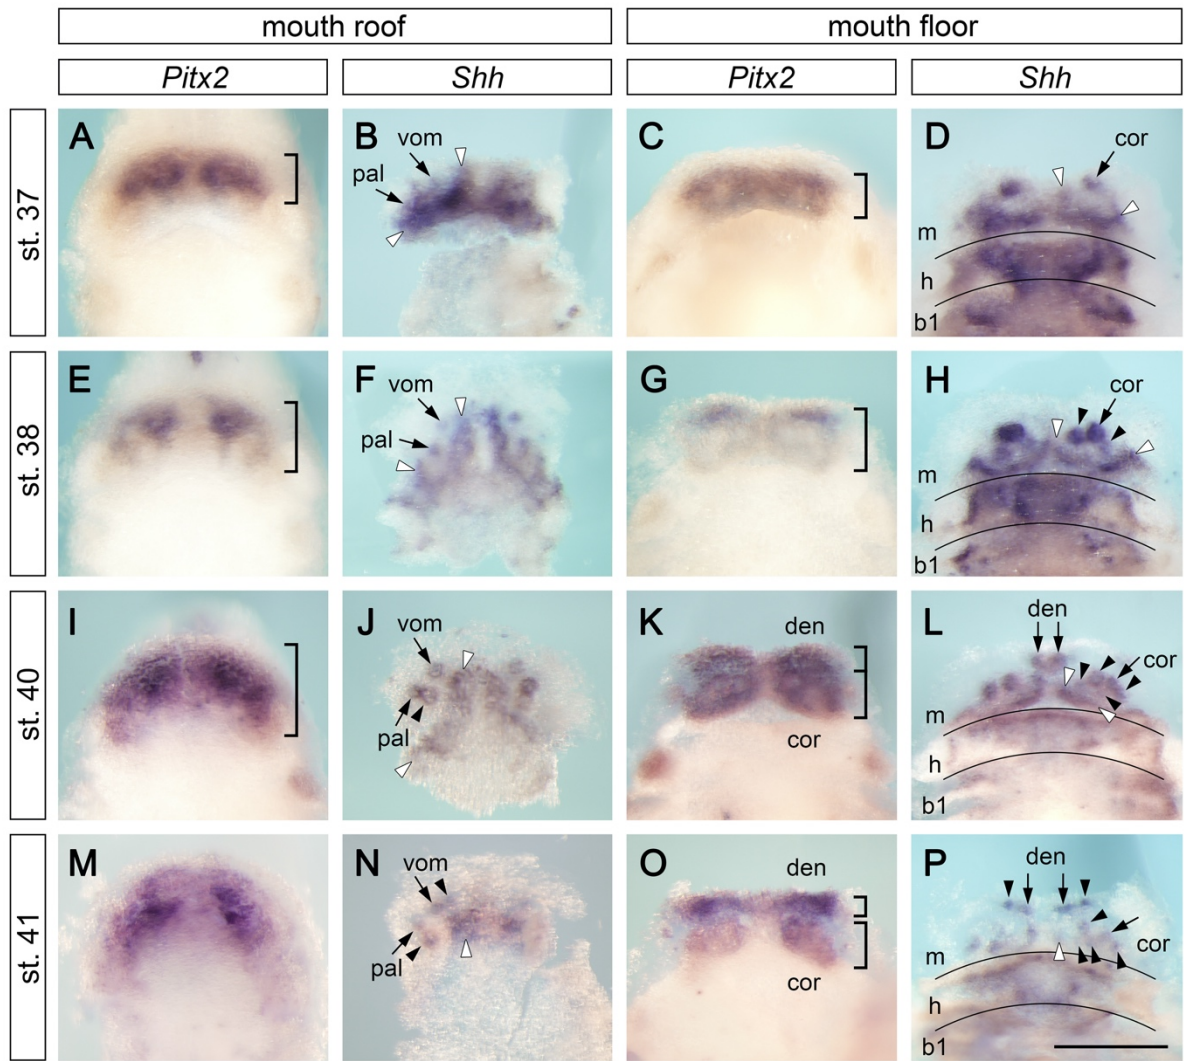 mouth roof mouth floor
Pitx2 Shh Pitx2 Shh
st. 37
A
B vom pal
C
D cor m h b1
st. 38
E
F vom pal
G
H cor m h b1
st. 40
I
J vom pal
K den cor
L den cor m h b1
st. 41
M
N vom pal
O den cor
P den cor m h b1